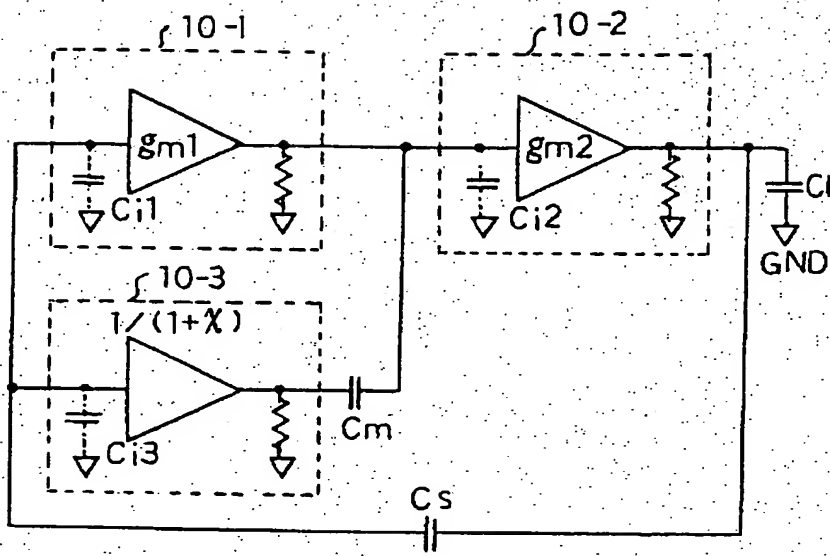 10-1
10-2
gm1
gm2
Ci1
Ci2
Cl
GND
10-3
1/(1+χ)
Ci3
Cm
Cs